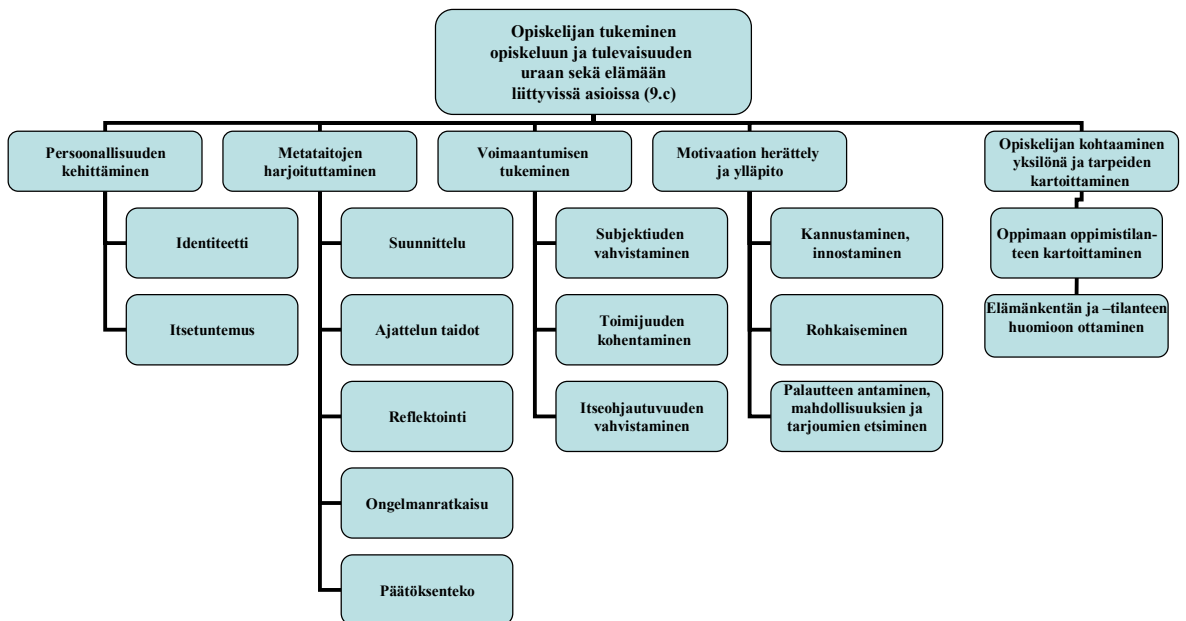 Opiskelijan tukeminen
opiskeluun ja tulevaisuuden
uraan sekä elämään
liittyvissä asioissa (9.c)
Persoonallisuuden
kehittäminen
Identiteetti
Itsetuntemus
Metataitojen
harjoituttaminen
Suunnittelu
Ajattelun taidot
Reflektointi
Ongelmanratkaisu
Päätöksenteko
Voimaantumisen
tukeminen
Subjektiuden
vahvistaminen
Toimijuuden
kohentaminen
Itseohjautuvuuden
vahvistaminen
Motivaation herättely
ja ylläpito
Kannustaminen,
innostaminen
Rohkaiseminen
Palautteen antaminen,
mahdollisuuksien ja
tarjoumien etsiminen
Opiskelijan kohtaaminen
yksilönä ja tarpeiden
kartoittaminen
Oppimaan oppimistilan-
teen kartoittaminen
Elämänkentän ja –tilanteen
huomioon ottaminen